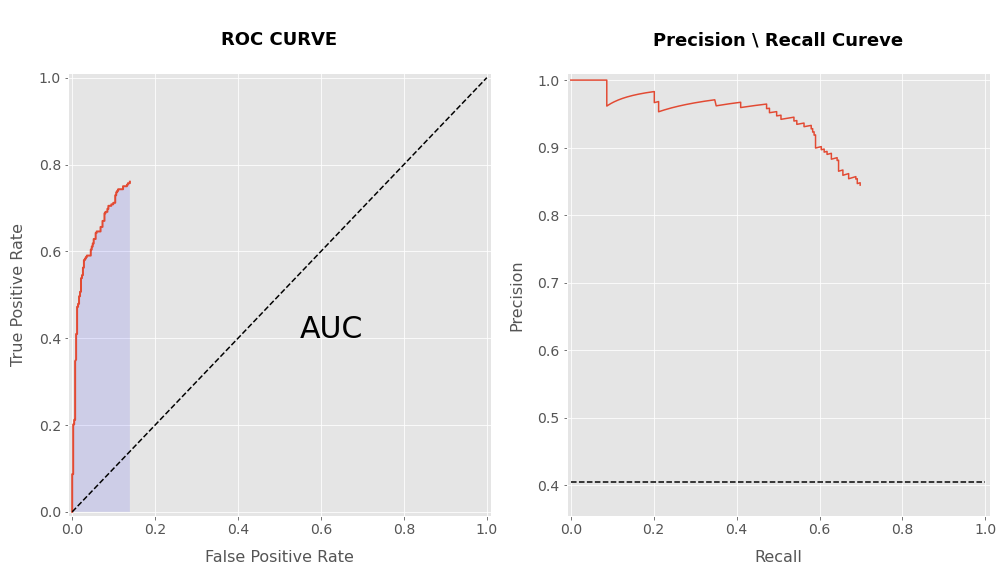 ROC CURVE
1.0
0.8
0.6
0.4
0.2
0.0
True Positive Rate
AUC
0.0 0.2 0.4 0.6 0.8 1.0
False Positive Rate
Precision \ Recall Cureve
1.0
0.9
0.8
0.7
0.6
0.5
0.4
Precision
0.0 0.2 0.4 0.6 0.8 1.0
Recall